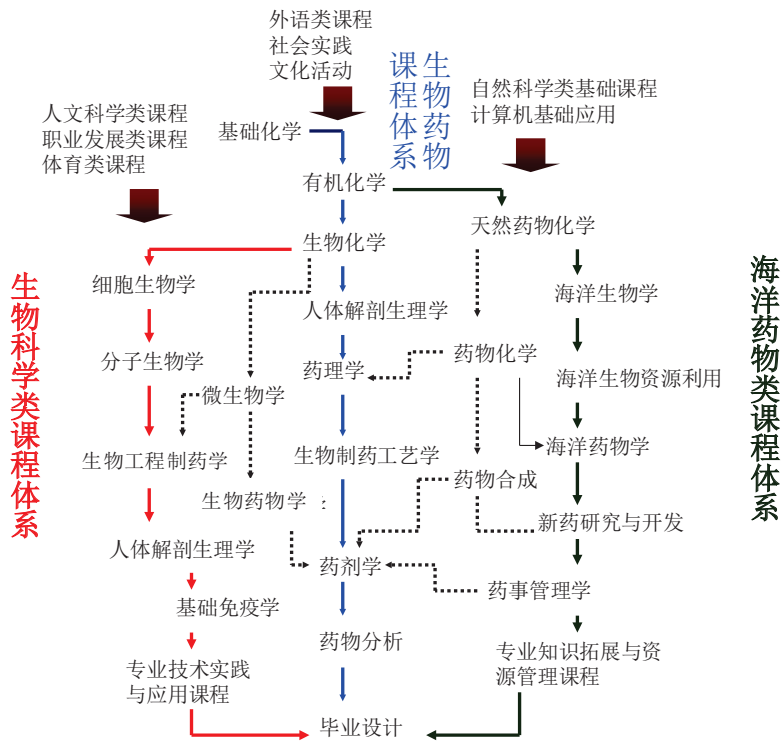 外语类课程
社会实践
文化活动
生物药物
课程体系
自然科学类基础课程
计算机基础应用
人文科学类课程
职业发展类课程
体育类课程
基础化学
有机化学
天然药物化学
生物化学
细胞生物学
海洋生物学
人体解剖生理学
分子生物学
药理学
药物化学
海洋生物资源利用
微生物学
生物工程制药学
生物制药工艺学
海洋药物学
药物合成
生物药物学
新药研究与开发
人体解剖生理学
药剂学
药事管理学
基础免疫学
药物分析
专业技术实践
与应用课程
专业知识拓展与资
源管理课程
毕业设计
生物科学类课程体系
海洋药物类课程体系